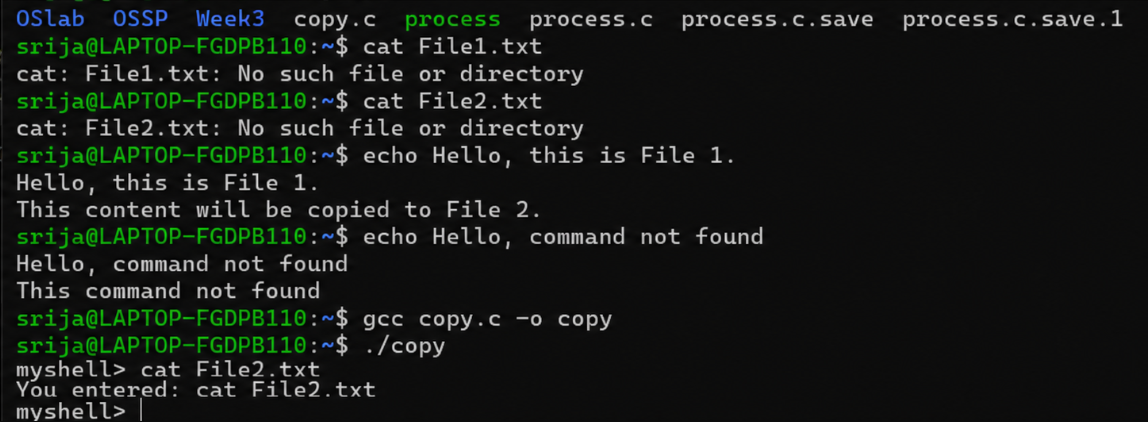 OSlab OSSP Week3 copy.c process process.c process.c.save process.c.save.1
srija@LAPTOP-FGDPB110:~$ cat File1.txt
cat: File1.txt: No such file or directory
srija@LAPTOP-FGDPB110:~$ cat File2.txt
cat: File2.txt: No such file or directory
srija@LAPTOP-FGDPB110:~$ echo Hello, this is File 1.
Hello, this is File 1.
This content will be copied to File 2.
srija@LAPTOP-FGDPB110:~$ echo Hello, command not found
Hello, command not found
This command not found
srija@LAPTOP-FGDPB110:~$ gcc copy.c -o copy
srija@LAPTOP-FGDPB110:~$ ./copy
myshell> cat File2.txt
You entered: cat File2.txt
myshell>